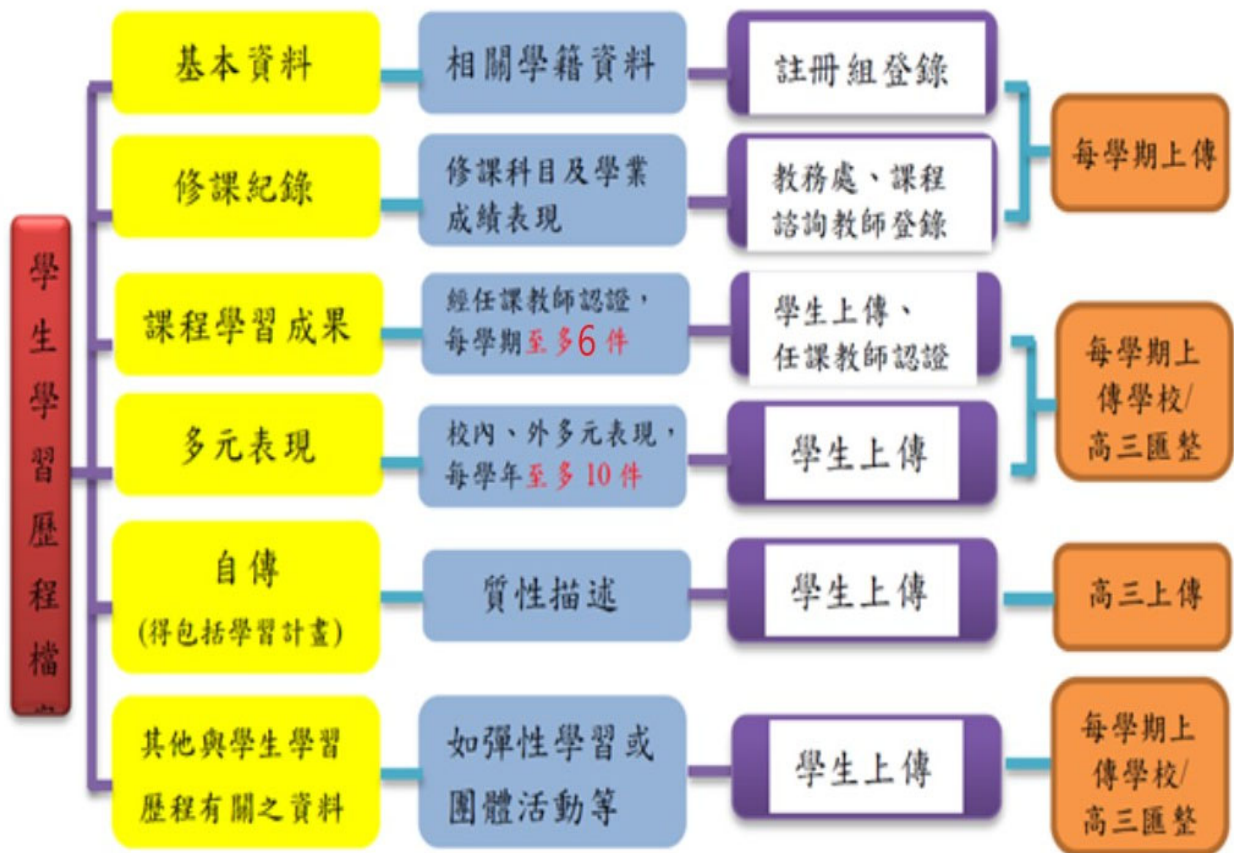 學生學習歷程檔
基本資料
相關學籍資料
註冊組登錄
每學期上傳
修課紀錄
修課科目及學業
成績表現
教務處、課程
諮詢教師登錄
課程學習成果
經任課教師認證，
每學期至多6件
學生上傳、
任課教師認證
每學期上
傳學校/
高三匯整
多元表現
校內、外多元表現，
每學年至多10件
學生上傳
自傳
(得包括學習計畫)
質性描述
學生上傳
高三上傳
其他與學生學習
歷程有關之資料
如彈性學習或
團體活動等
學生上傳
每學期上
傳學校/
高三匯整